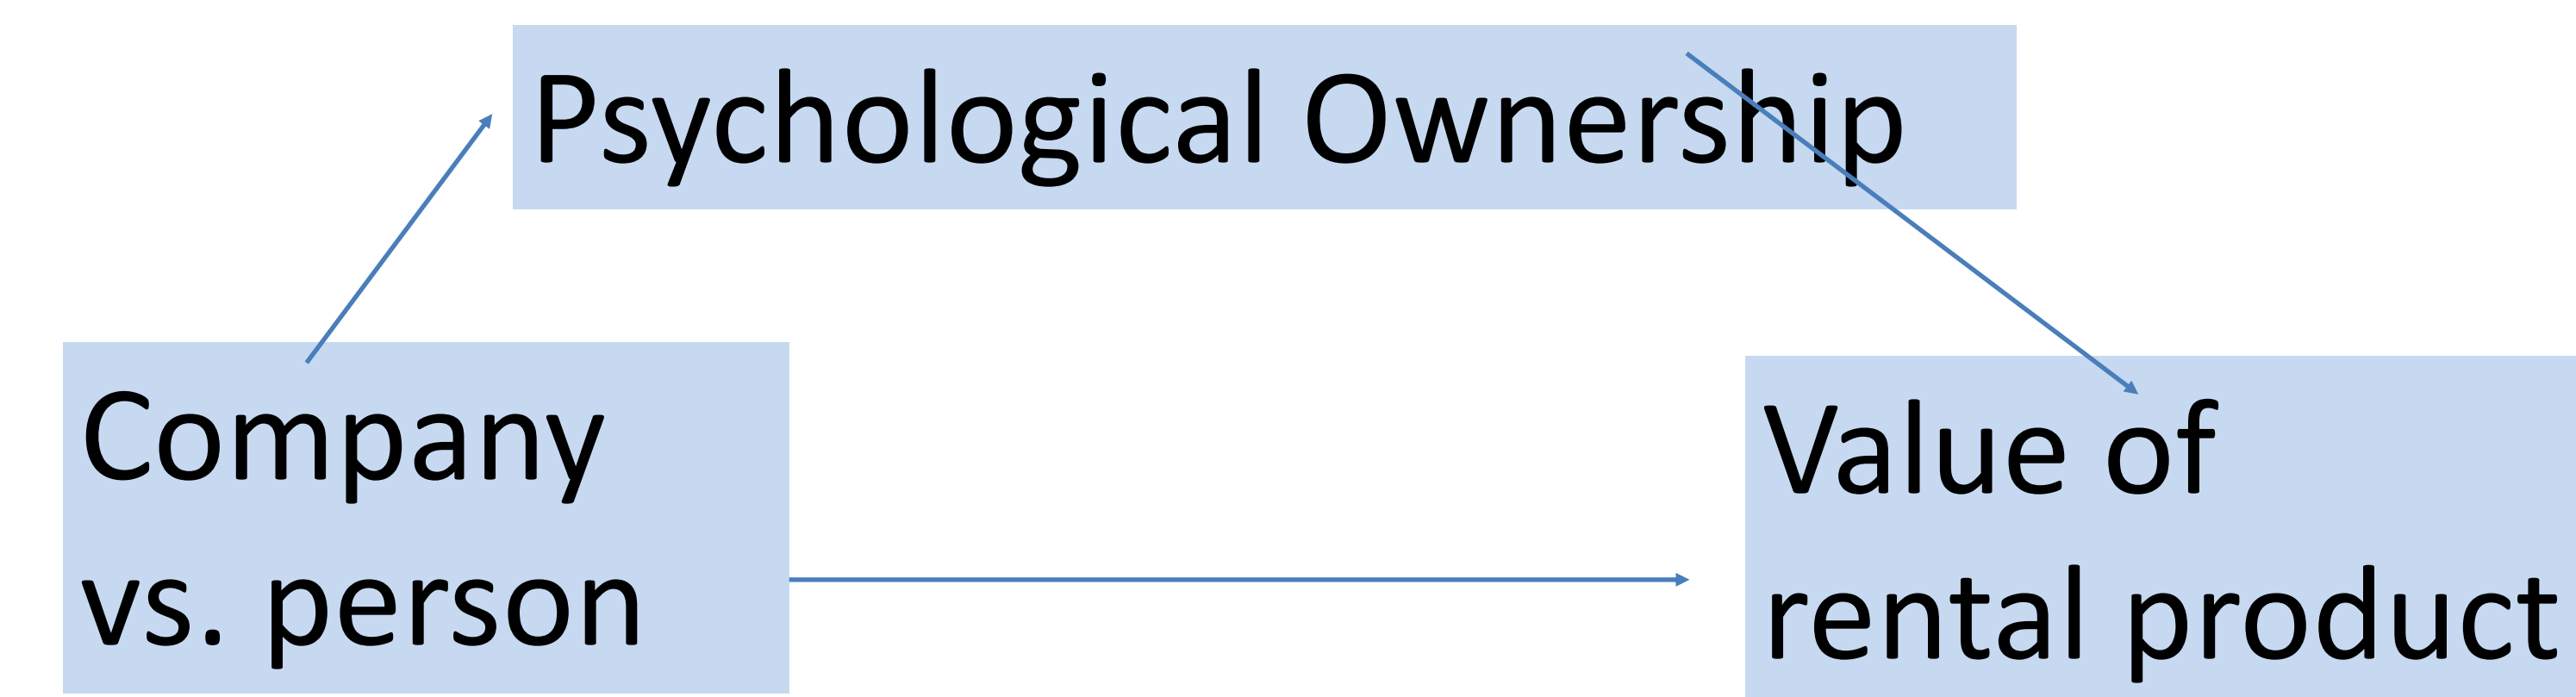 Psychological Ownership
Company
vs. person
Value of
rental product